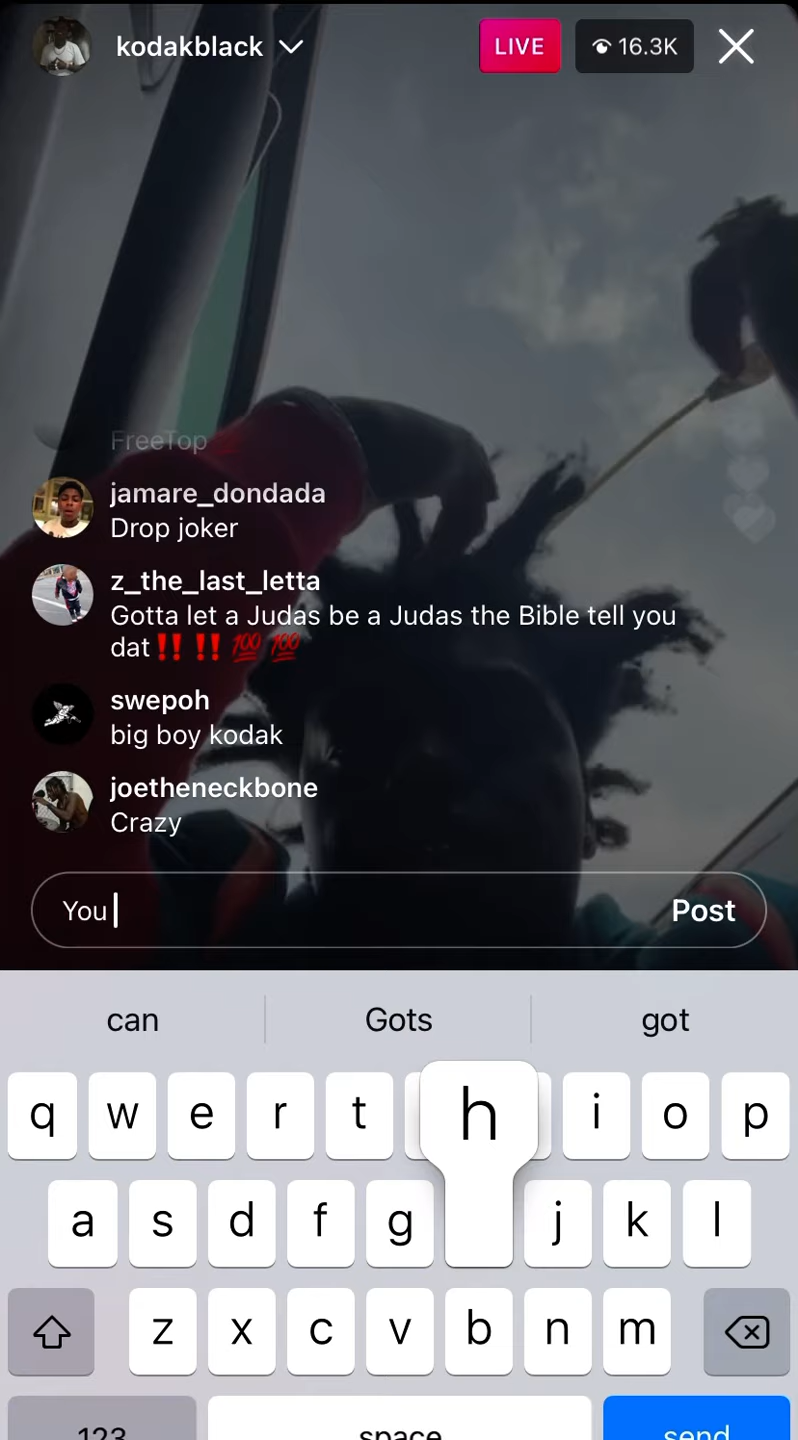 kodakblack
LIVE
16.3K
FreeTop
jamare_dondada
Drop joker
z_the_last_letta
Gotta let a Judas be a Judas the Bible tell you
dat‼️ ‼️ 💯 💯
swepoh
big boy kodak
joetheneckbone
Crazy
You
Post
can Gots got
q w e r t h i o p
a s d f g j k l
z x c v b n m
123 space send